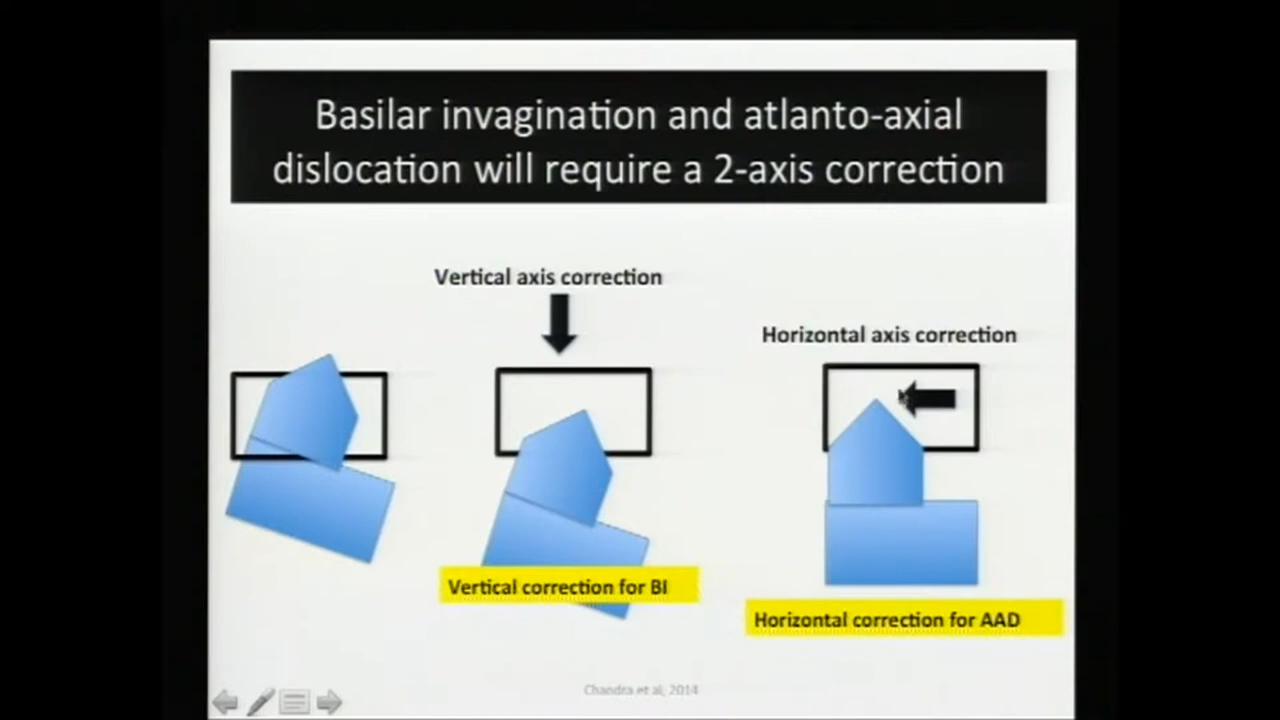 Basilar invagination and atlanto-axial
dislocation will require a 2-axis correction
Vertical axis correction
Horizontal axis correction
Vertical correction for BI
Horizontal correction for AAD
Chandra et al, 2014